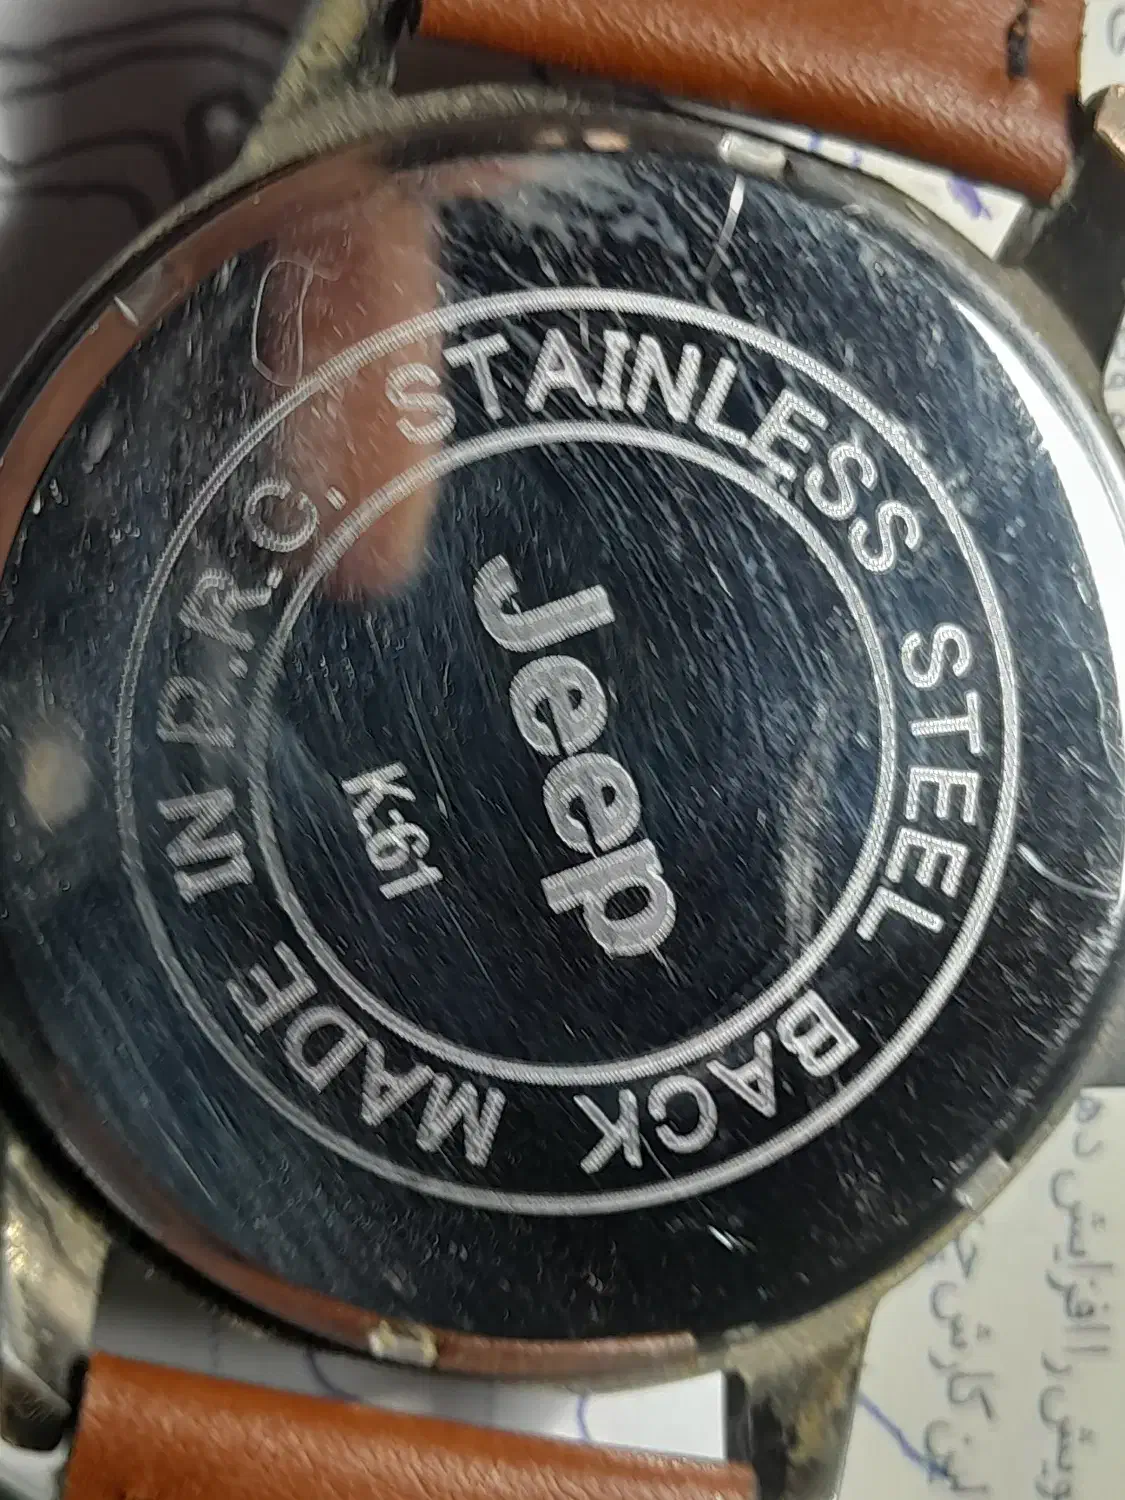 STAINLESS STEEL BACK MADE IN P.R.C.
Jeep
K-61